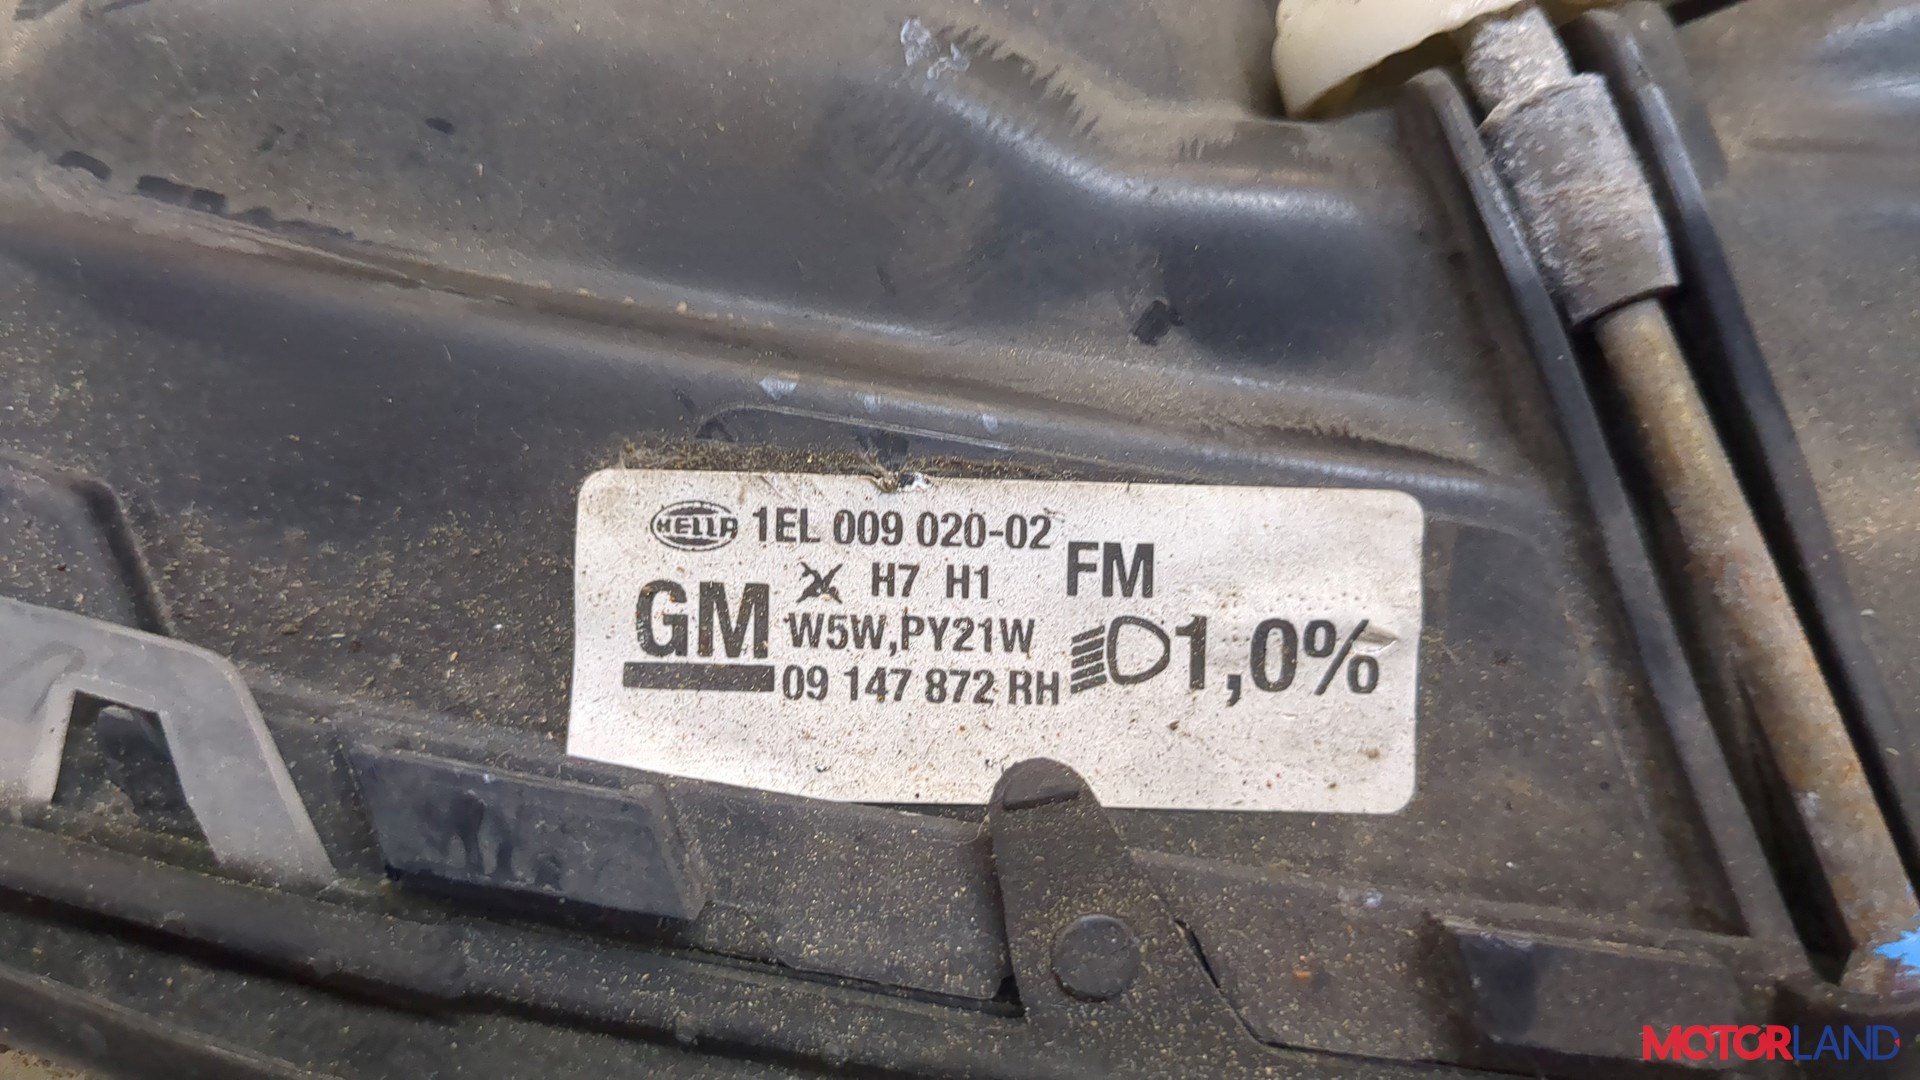 HELLA 1EL 009 020-02
H7 H1 FM
GM W5W,PY21W
1,0%
09 147 872 RH
MOTORLAND